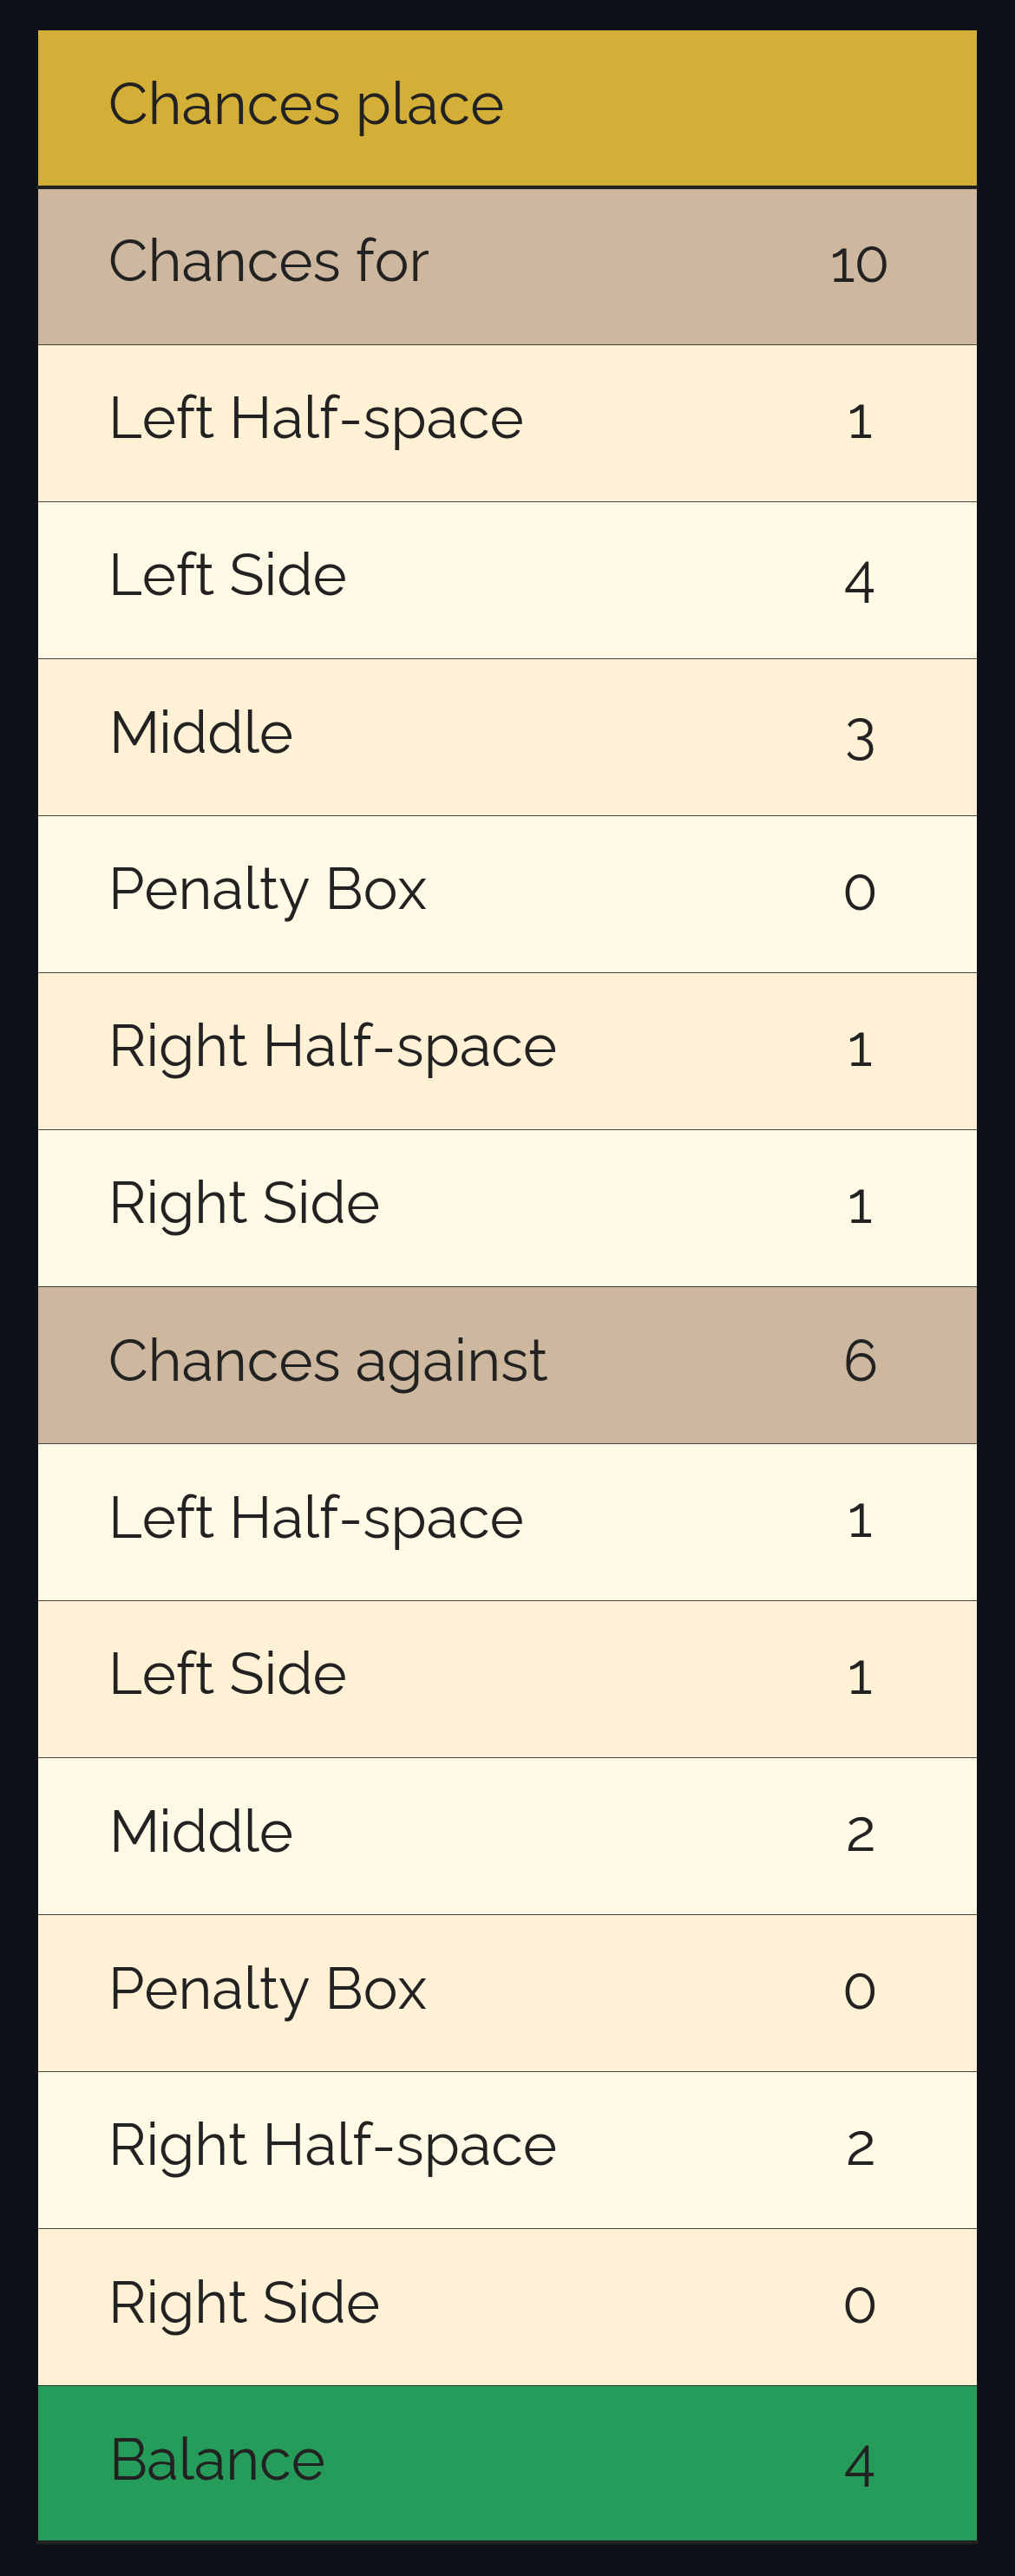 Chances place
Chances for 10
Left Half-space 1
Left Side 4
Middle 3
Penalty Box 0
Right Half-space 1
Right Side 1
Chances against 6
Left Half-space 1
Left Side 1
Middle 2
Penalty Box 0
Right Half-space 2
Right Side 0
Balance 4